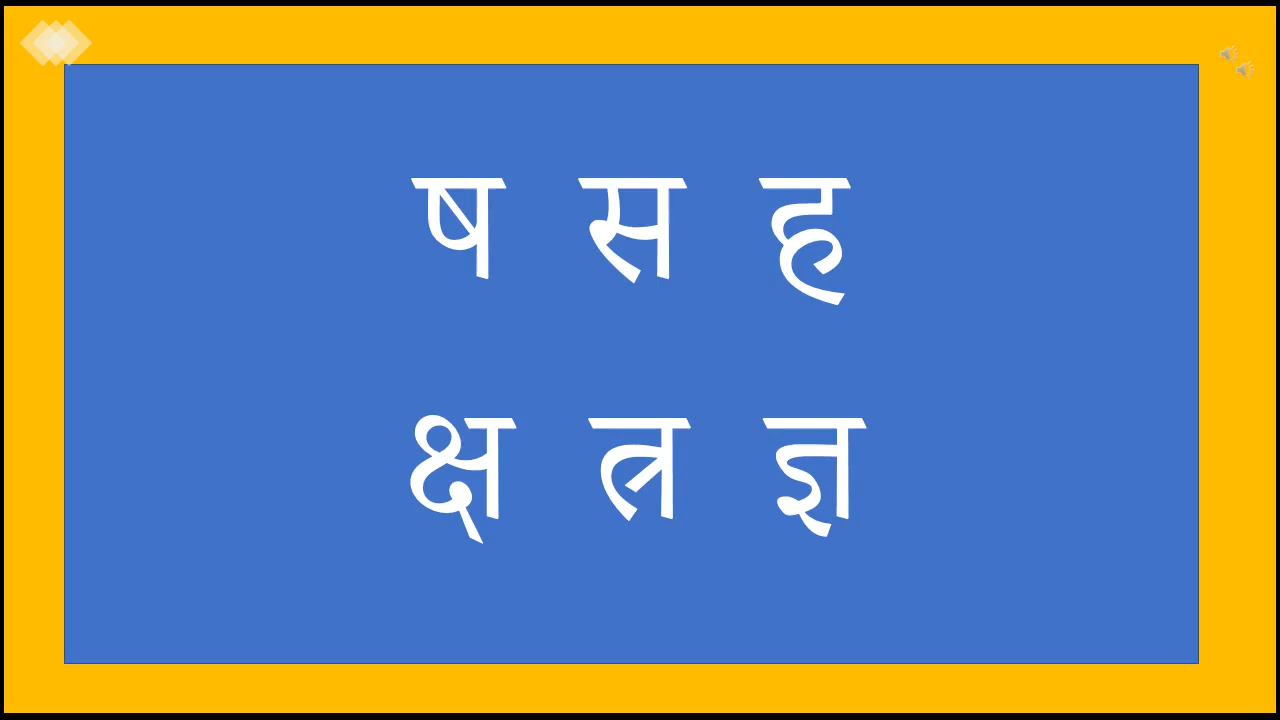 ष स ह
क्ष त्र ज्ञ